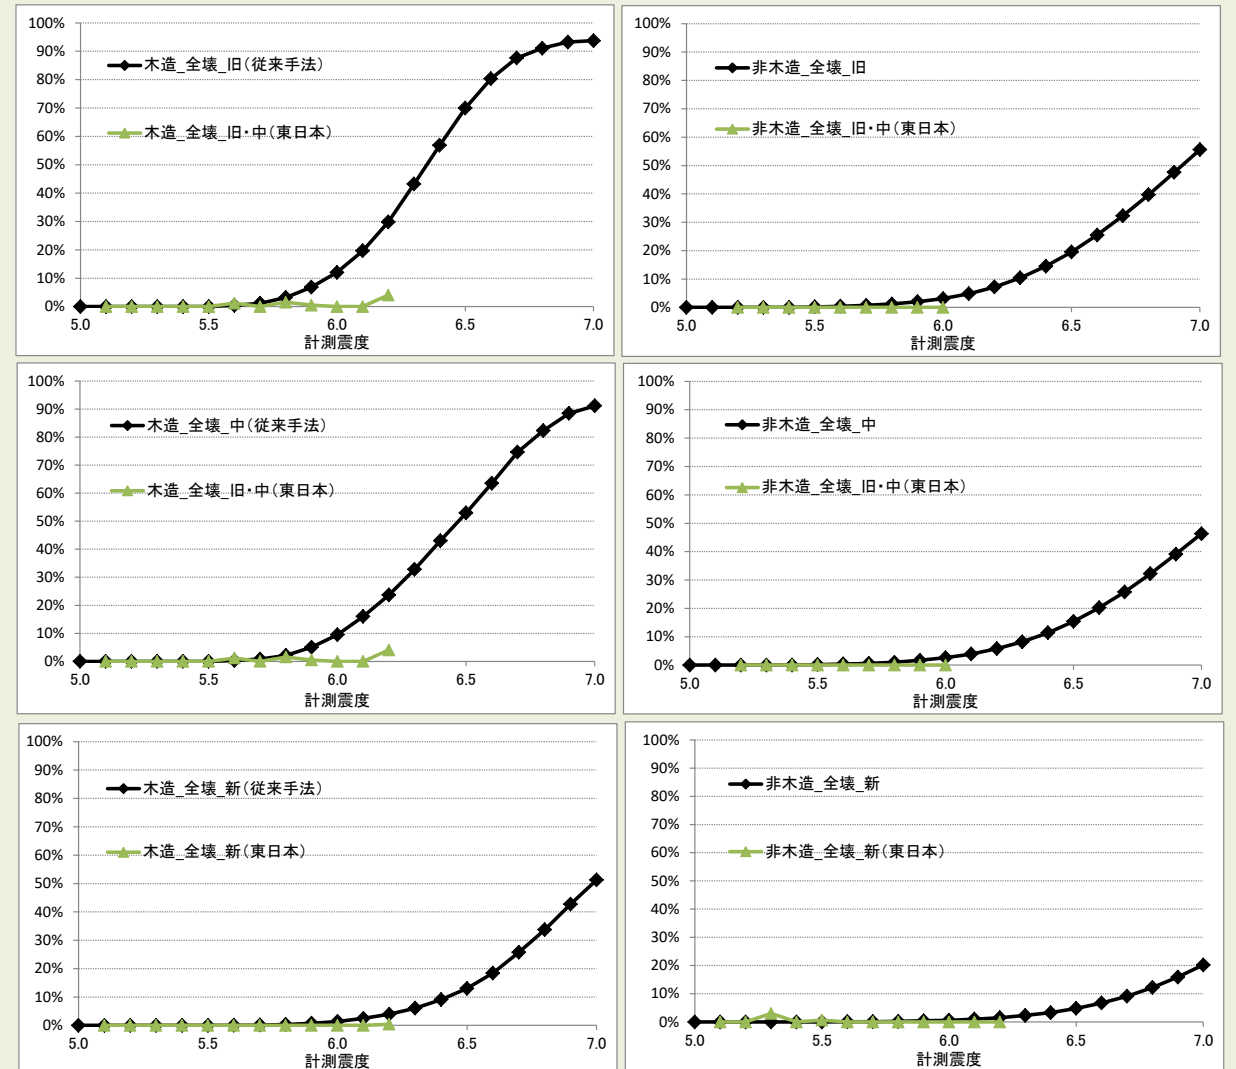 100%
90%
80%
70%
60%
50%
40%
30%
20%
10%
0%
木造_全壊_旧(従来手法)
木造_全壊_旧・中(東日本)
5.0 5.5 6.0 6.5 7.0
計測震度
100%
90%
80%
70%
60%
50%
40%
30%
20%
10%
0%
非木造_全壊_旧
非木造_全壊_旧・中(東日本)
5.0 5.5 6.0 6.5 7.0
計測震度
100%
90%
80%
70%
60%
50%
40%
30%
20%
10%
0%
木造_全壊_中(従来手法)
木造_全壊_旧・中(東日本)
5.0 5.5 6.0 6.5 7.0
計測震度
100%
90%
80%
70%
60%
50%
40%
30%
20%
10%
0%
非木造_全壊_中
非木造_全壊_旧・中(東日本)
5.0 5.5 6.0 6.5 7.0
計測震度
100%
90%
80%
70%
60%
50%
40%
30%
20%
10%
0%
木造_全壊_新(従来手法)
木造_全壊_新(東日本)
5.0 5.5 6.0 6.5 7.0
計測震度
100%
90%
80%
70%
60%
50%
40%
30%
20%
10%
0%
非木造_全壊_新
非木造_全壊_新(東日本)
5.0 5.5 6.0 6.5 7.0
計測震度